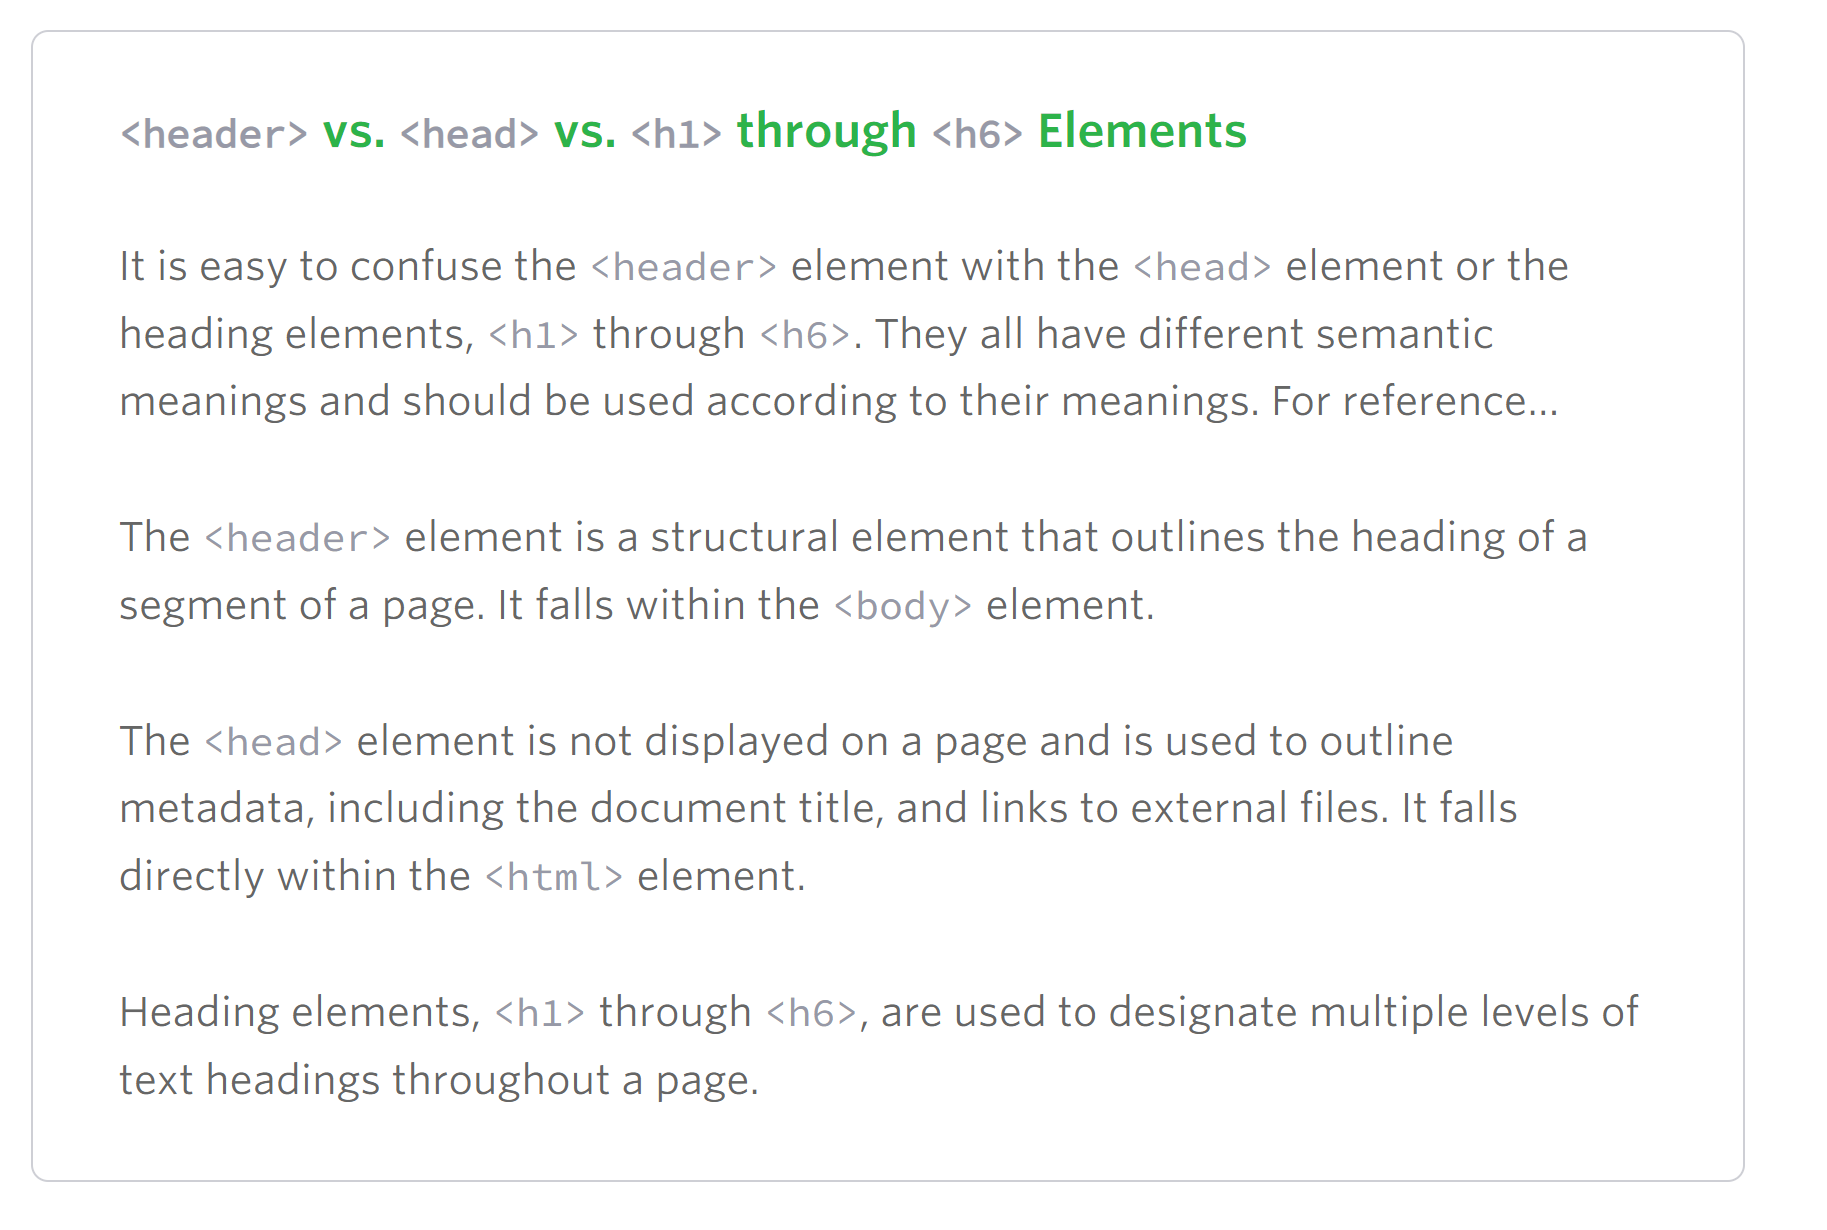 <header> vs. <head> vs. <h1> through <h6> Elements
It is easy to confuse the <header> element with the <head> element or the
heading elements, <h1> through <h6>. They all have different semantic
meanings and should be used according to their meanings. For reference...
The <header> element is a structural element that outlines the heading of a
segment of a page. It falls within the <body> element.
The <head> element is not displayed on a page and is used to outline
metadata, including the document title, and links to external files. It falls
directly within the <html> element.
Heading elements, <h1> through <h6>, are used to designate multiple levels of
text headings throughout a page.